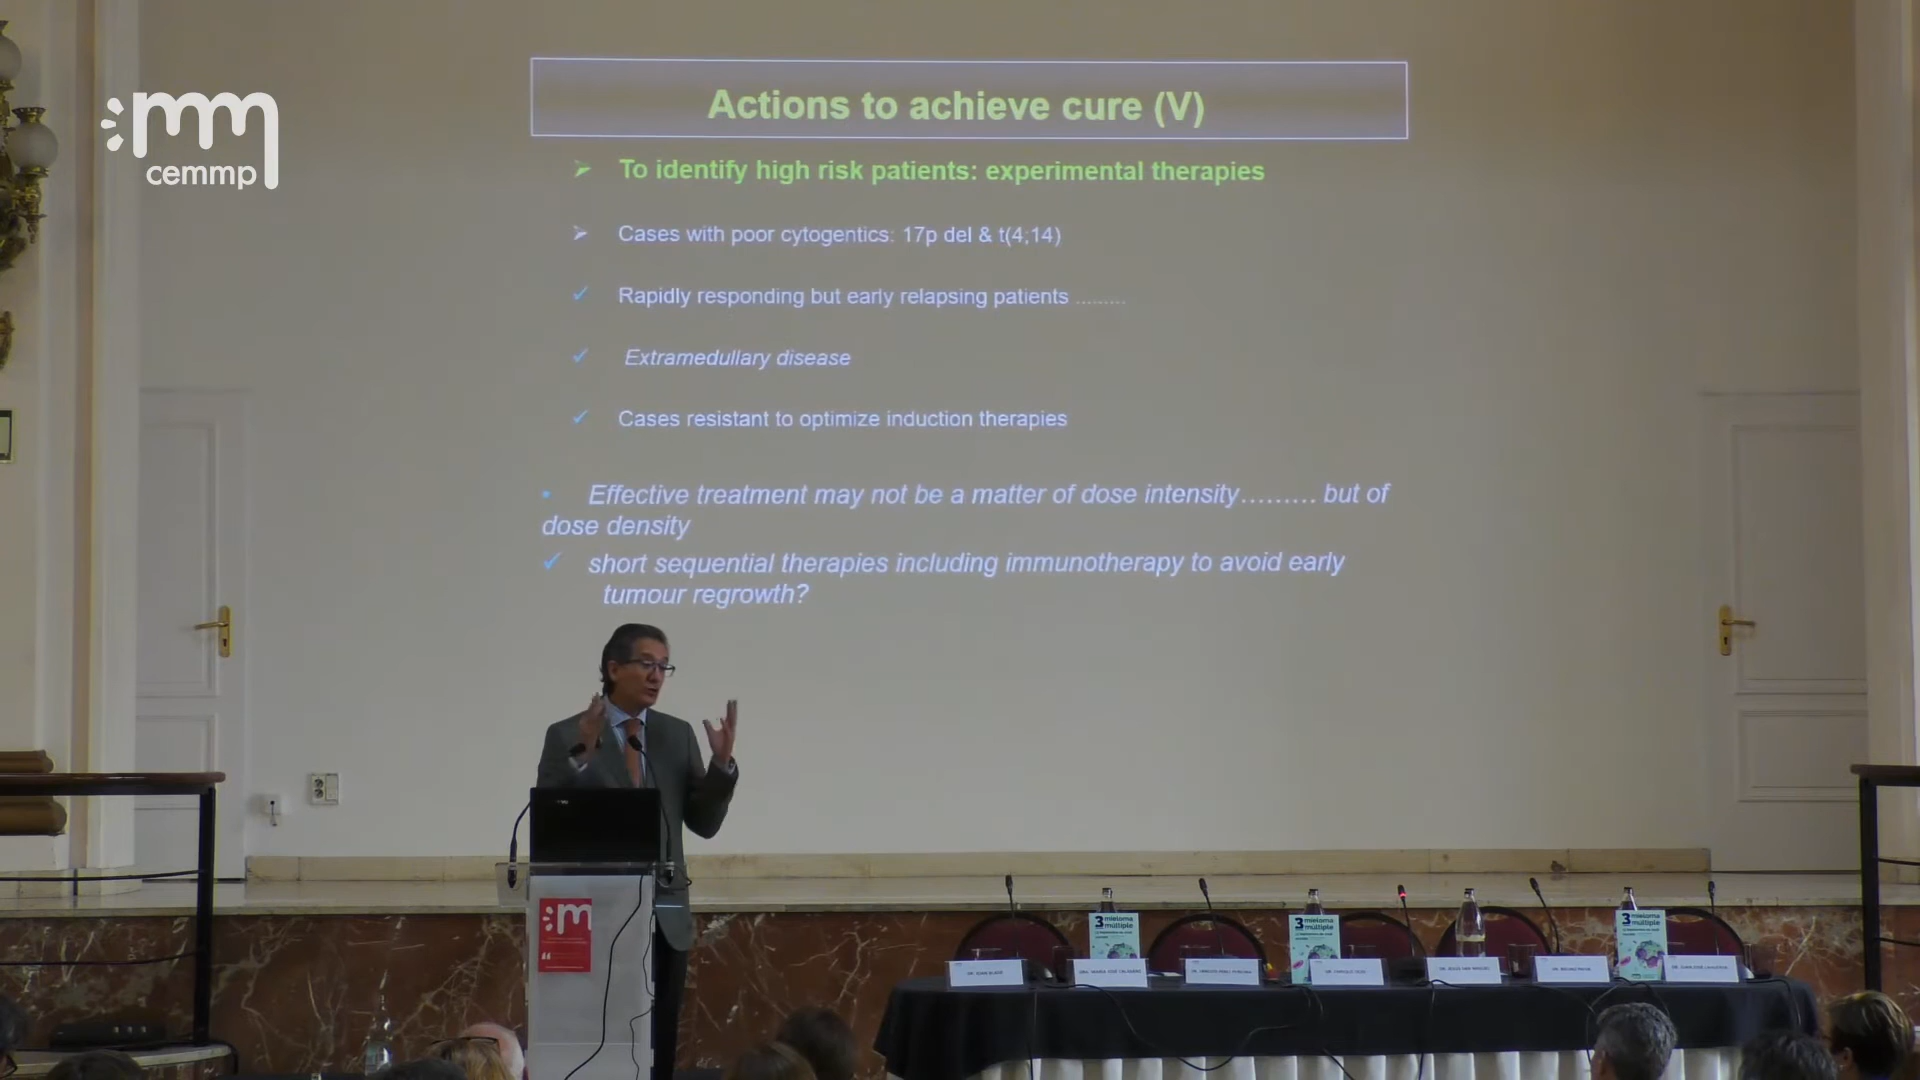 cemmp
Actions to achieve cure (V)
To identify high risk patients: experimental therapies
Cases with poor cytogentics: 17p del & t(4;14)
Rapidly responding but early relapsing patients .........
Extramedullary disease
Cases resistant to optimize induction therapies
Effective treatment may not be a matter of dose intensity......... but of
dose density
short sequential therapies including immunotherapy to avoid early
tumour regrowth?
3 mieloma
múltiple
3 mieloma
múltiple
3 mieloma
múltiple